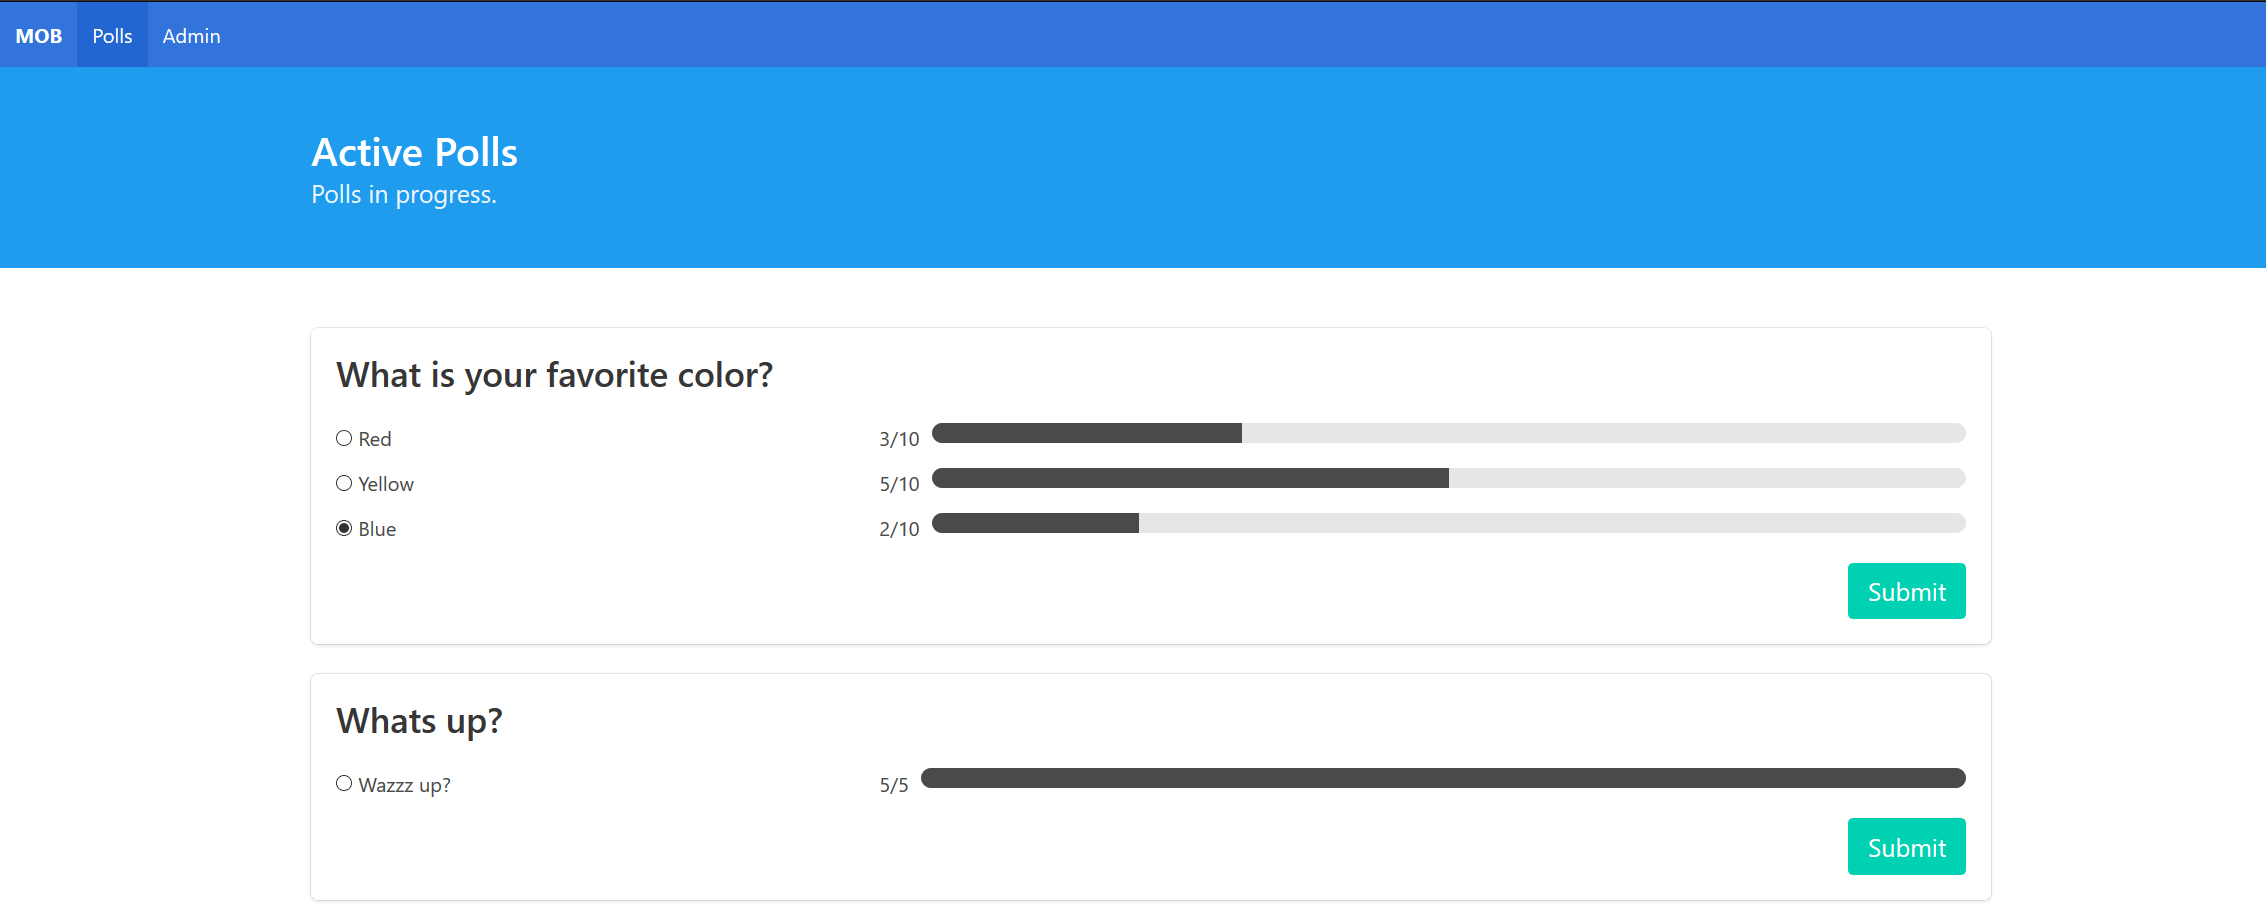 MOB Polls Admin
Active Polls
Polls in progress.
What is your favorite color?
Red 3/10
Yellow 5/10
Blue 2/10
Submit
Whats up?
Wazzz up? 5/5
Submit